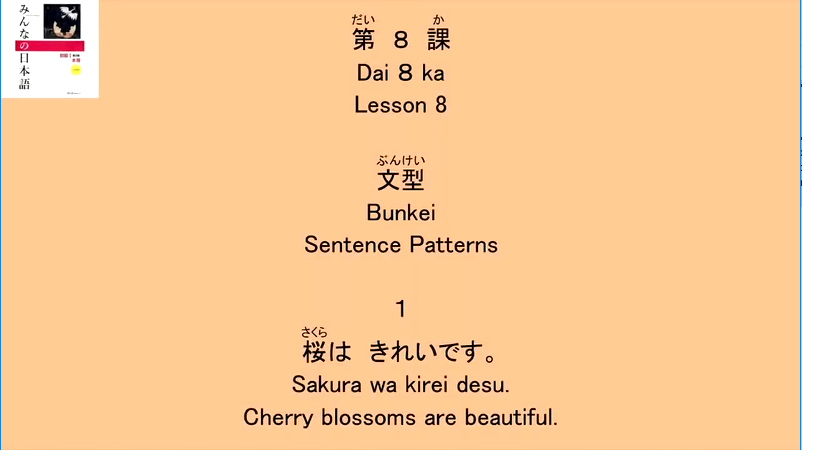 みんなの日本語
だい か
第 8 課
Dai 8 ka
Lesson 8
ぶんけい
文型
Bunkei
Sentence Patterns
1
さくら
桜は きれいです。
Sakura wa kirei desu.
Cherry blossoms are beautiful.